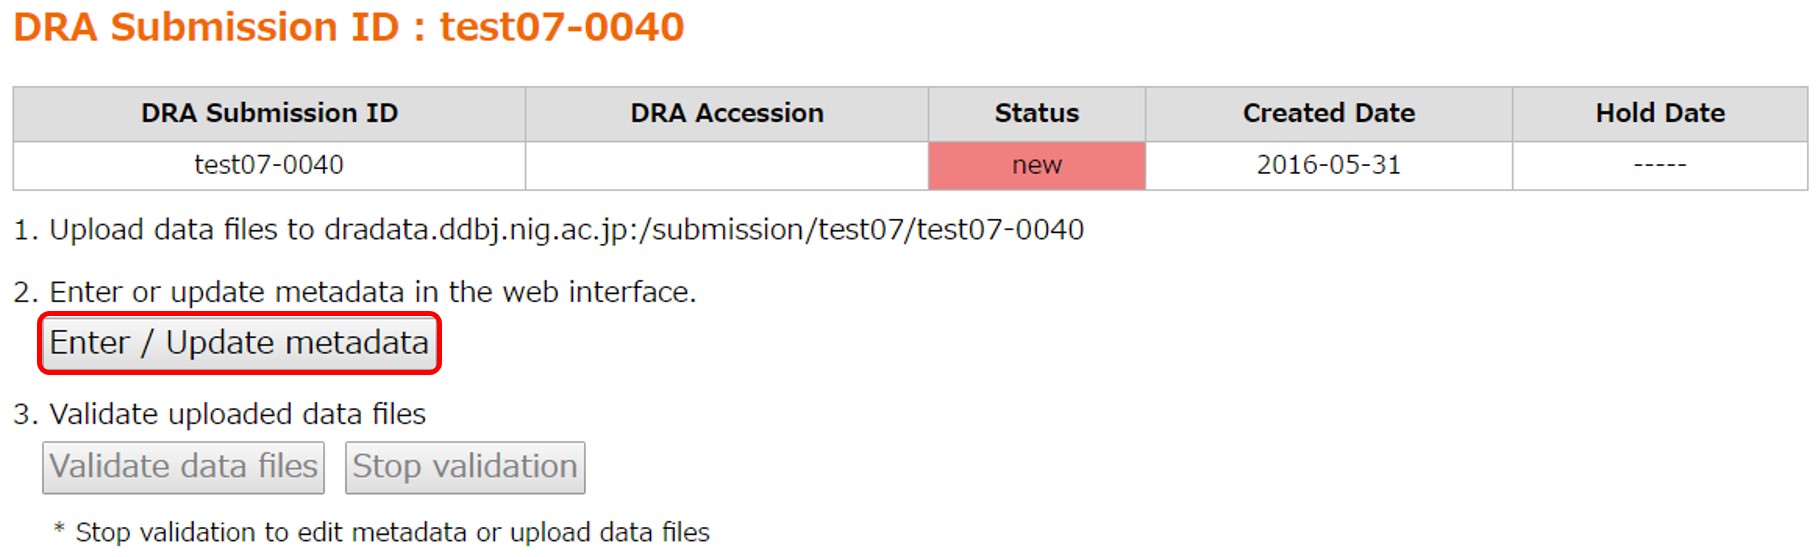 DRA Submission ID : test07-0040
DRA Submission ID DRA Accession Status Created Date Hold Date
test07-0040 new 2016-05-31 -----
1. Upload data files to dradata.ddbj.nig.ac.jp:/submission/test07/test07-0040
2. Enter or update metadata in the web interface.
Enter / Update metadata
3. Validate uploaded data files
Validate data files Stop validation
* Stop validation to edit metadata or upload data files